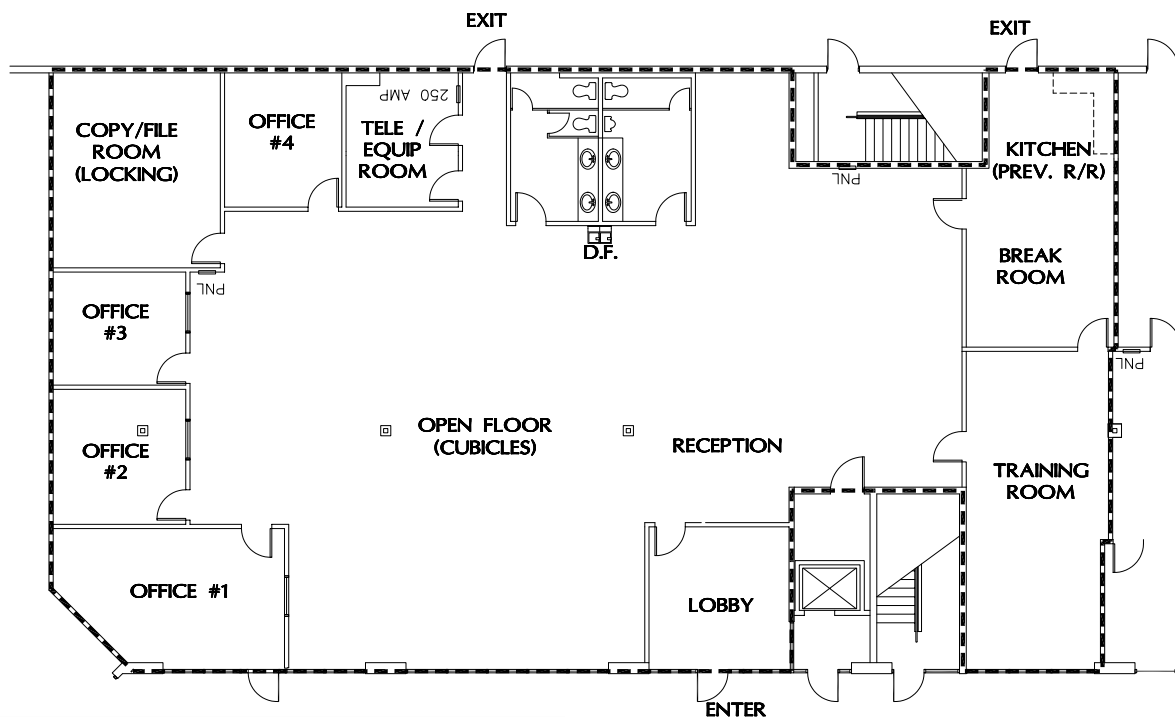 EXIT
EXIT
250 AMP
COPY/FILE
ROOM
(LOCKING)
OFFICE
#4
TELE /
EQUIP
ROOM
KITCHEN
(PREV. R/R)
PNL
D.F.
BREAK
ROOM
PNL
OFFICE
#3
PNL
OPEN FLOOR
(CUBICLES)
RECEPTION
OFFICE
#2
TRAINING
ROOM
OFFICE #1
LOBBY
ENTER